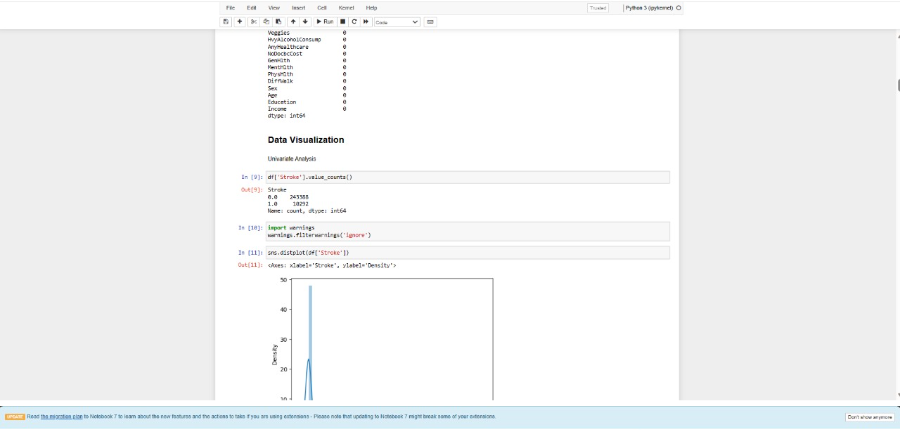 File Edit View Insert Cell Kernel Help Trusted Python 3 (ipykernel)
Run Code
Veggies 0
HvyAlcoholConsump 0
AnyHealthcare 0
NoDocbcCost 0
GenHlth 0
MentHlth 0
PhysHlth 0
DiffWalk 0
Sex 0
Age 0
Education 0
Income 0
dtype: int64
Data Visualization
Univariate Analysis
In [9]: df['Stroke'].value_counts()
Out[9]: Stroke
0.0 243388
1.0 10292
Name: count, dtype: int64
In [10]: import warnings
warnings.filterwarnings('ignore')
In [11]: sns.distplot(df['Stroke'])
Out[11]: <Axes: xlabel='Stroke', ylabel='Density'>
50
40
30
Density
20
10
UPDATE Read the migration plan to Notebook 7 to learn about the new features and the actions to take if you are using extensions - Please note that updating to Notebook 7 might break some of your extensions. Don't show anymore